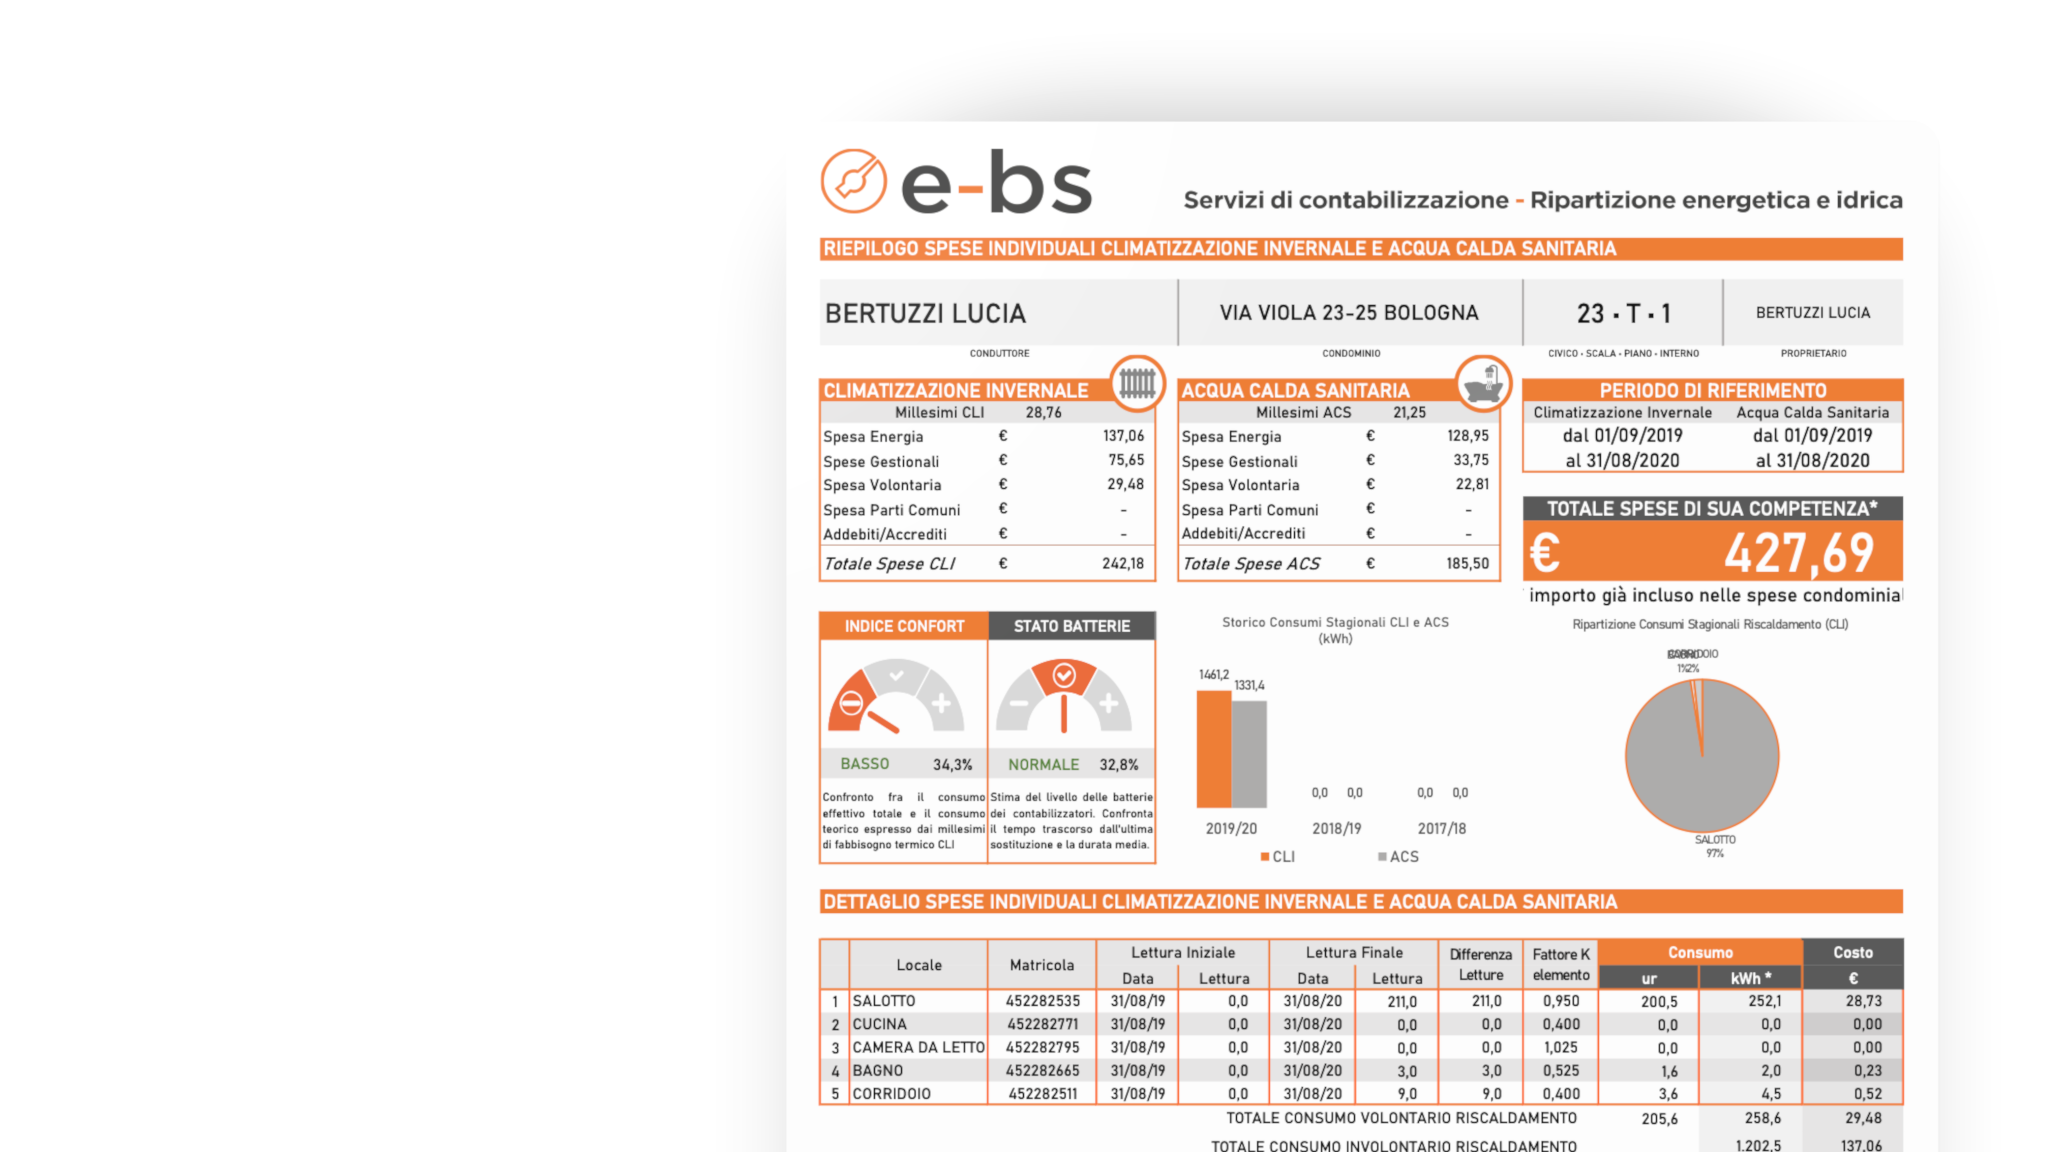 e-bs
Servizi di contabilizzazione - Ripartizione energetica e idrica
RIEPILOGO SPESE INDIVIDUALI CLIMATIZZAZIONE INVERNALE E ACQUA CALDA SANITARIA
BERTUZZI LUCIA VIA VIOLA 23-25 BOLOGNA 23 • T • 1 BERTUZZI LUCIA
CONDUTTORE CONDOMINIO CIVICO • SCALA • PIANO • INTERNO PROPRIETARIO
CLIMATIZZAZIONE INVERNALE
Millesimi CLI 28,76
Spesa Energia € 137,06
Spese Gestionali € 75,65
Spesa Volontaria € 29,48
Spesa Parti Comuni € -
Addebiti/Accrediti € -
Totale Spese CLI € 242,18
ACQUA CALDA SANITARIA
Millesimi ACS 21,25
Spesa Energia € 128,95
Spese Gestionali € 33,75
Spesa Volontaria € 22,81
Spesa Parti Comuni € -
Addebiti/Accrediti € -
Totale Spese ACS € 185,50
PERIODO DI RIFERIMENTO
Climatizzazione Invernale Acqua Calda Sanitaria
dal 01/09/2019 dal 01/09/2019
al 31/08/2020 al 31/08/2020
TOTALE SPESE DI SUA COMPETENZA*
€ 427,69
importo già incluso nelle spese condominial
INDICE CONFORT
BASSO 34,3%
Confronto fra il consumo
effettivo totale e il consumo
teorico espresso dai millesimi
di fabbisogno termico CLI
STATO BATTERIE
NORMALE 32,8%
Stima del livello delle batterie
dei contabilizzatori. Confronta
il tempo trascorso dall'ultima
sostituzione e la durata media.
Storico Consumi Stagionali CLI e ACS
(kWh)
1461,2
1331,4
0,0 0,0 0,0 0,0
2019/20 2018/19 2017/18
CLI ACS
Ripartizione Consumi Stagionali Riscaldamento (CLI)
CORRIDOIO
1% 2%
SALOTTO
97%
DETTAGLIO SPESE INDIVIDUALI CLIMATIZZAZIONE INVERNALE E ACQUA CALDA SANITARIA
Locale Matricola Lettura Iniziale Lettura Finale Differenza Letture Fattore K elemento Consumo Costo
Data Lettura Data Lettura ur kWh * €
1 SALOTTO 452282535 31/08/19 0,0 31/08/20 211,0 211,0 0,950 200,5 252,1 28,73
2 CUCINA 452282771 31/08/19 0,0 31/08/20 0,0 0,0 0,400 0,0 0,0 0,00
3 CAMERA DA LETTO 452282795 31/08/19 0,0 31/08/20 0,0 0,0 1,025 0,0 0,0 0,00
4 BAGNO 452282665 31/08/19 0,0 31/08/20 3,0 3,0 0,525 1,6 2,0 0,23
5 CORRIDOIO 452282511 31/08/19 0,0 31/08/20 9,0 9,0 0,400 3,6 4,5 0,52
TOTALE CONSUMO VOLONTARIO RISCALDAMENTO 205,6 258,6 29,48
TOTALE CONSUMO INVOLONTARIO RISCALDAMENTO 1.202,5 137,06